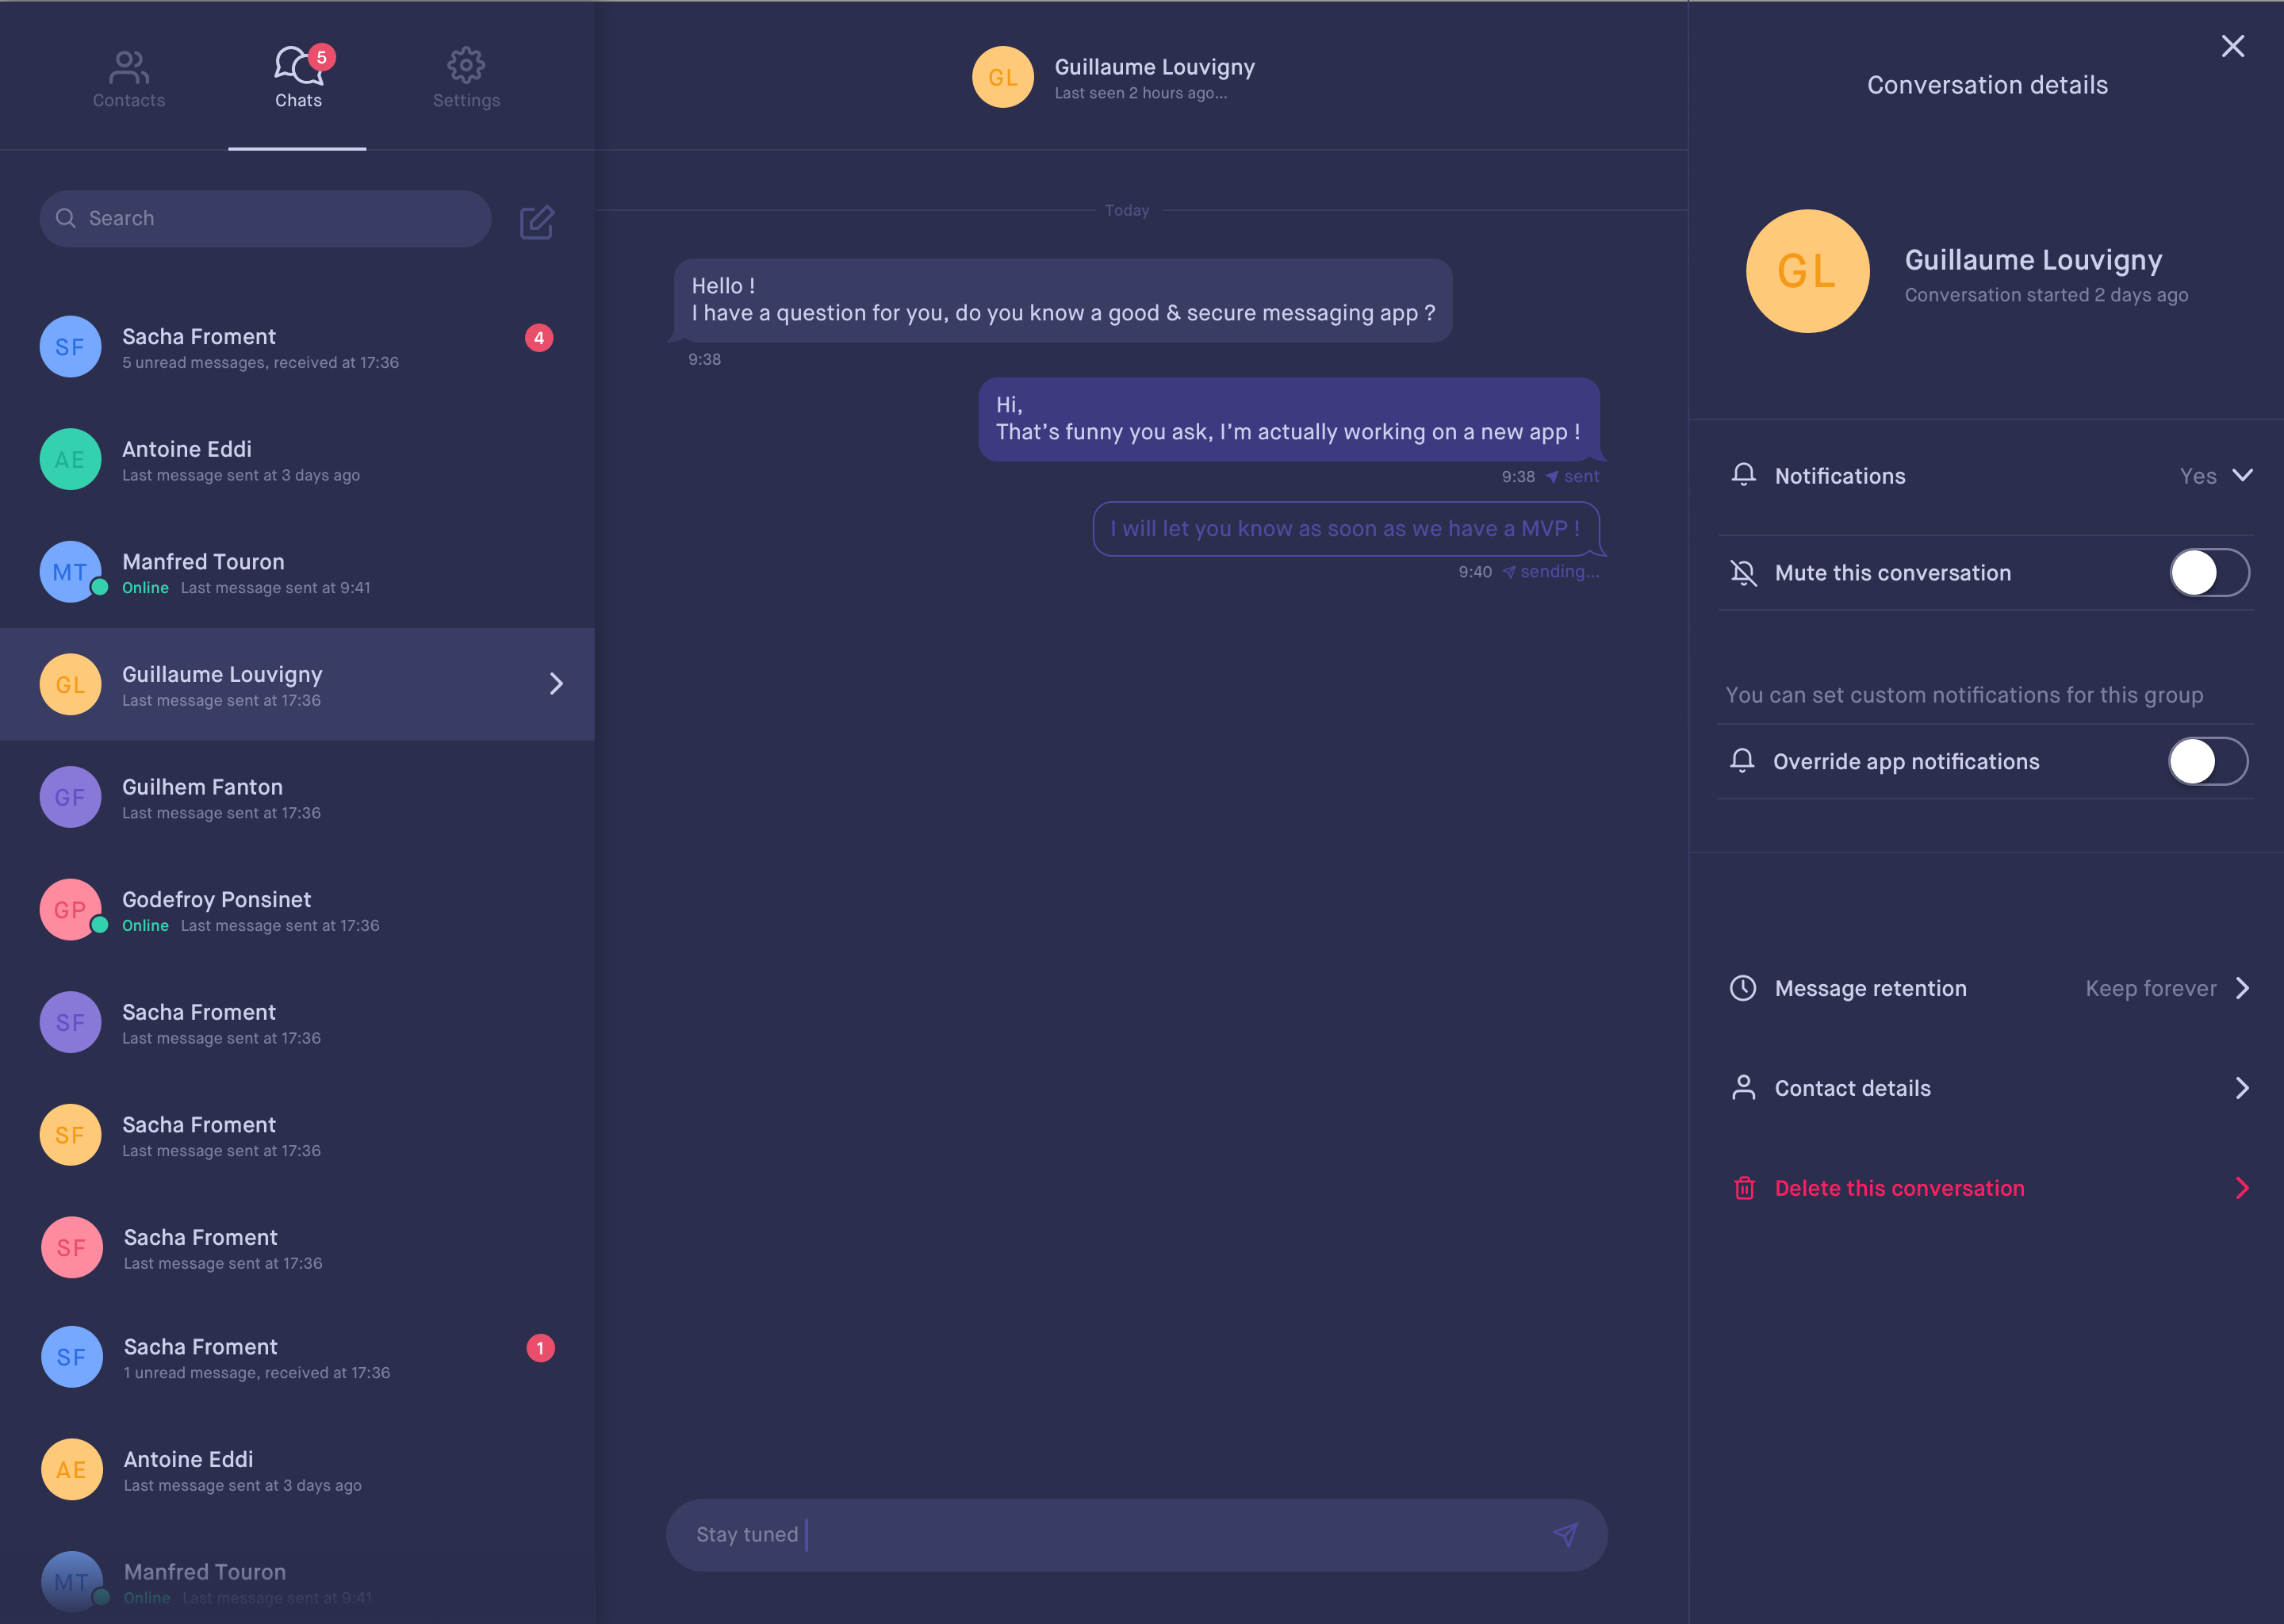 Contacts
5
Chats
Settings
Search
SF
Sacha Froment
5 unread messages, received at 17:36
4
AE
Antoine Eddi
Last message sent at 3 days ago
MT
Manfred Touron
Online Last message sent at 9:41
GL
Guillaume Louvigny
Last message sent at 17:36
GF
Guilhem Fanton
Last message sent at 17:36
GP
Godefroy Ponsinet
Online Last message sent at 17:36
SF
Sacha Froment
Last message sent at 17:36
SF
Sacha Froment
Last message sent at 17:36
SF
Sacha Froment
Last message sent at 17:36
SF
Sacha Froment
1 unread message, received at 17:36
1
AE
Antoine Eddi
Last message sent at 3 days ago
MT
Manfred Touron
Online Last message sent at 9:41
GL
Guillaume Louvigny
Last seen 2 hours ago...
Today
Hello !
I have a question for you, do you know a good & secure messaging app ?
9:38
Hi,
That’s funny you ask, I’m actually working on a new app !
9:38 sent
I will let you know as soon as we have a MVP !
9:40 sending...
Stay tuned
Conversation details
GL
Guillaume Louvigny
Conversation started 2 days ago
Notifications Yes
Mute this conversation
You can set custom notifications for this group
Override app notifications
Message retention Keep forever
Contact details
Delete this conversation